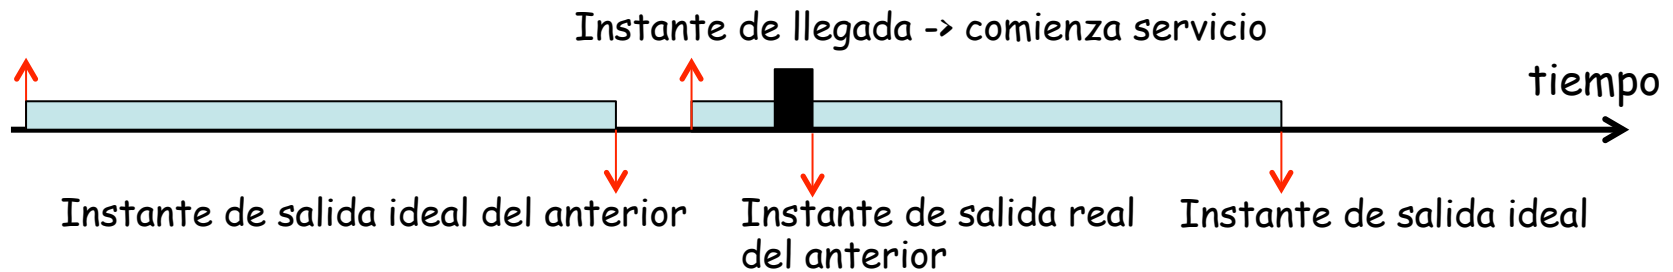 Instante de llegada -> comienza servicio
tiempo
Instante de salida ideal del anterior
Instante de salida real
del anterior
Instante de salida ideal